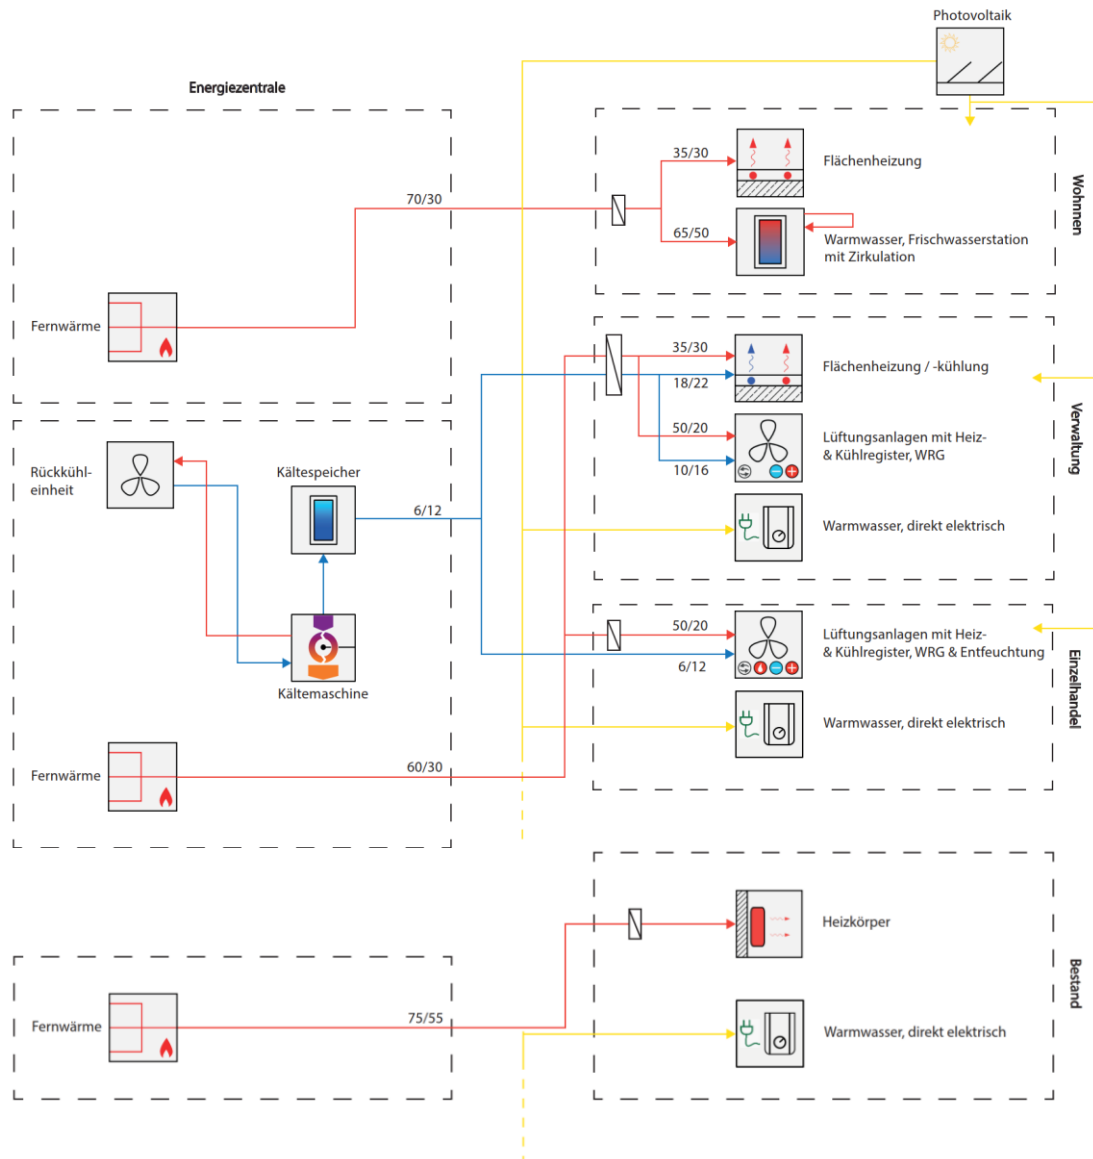 Photovoltaik
Energiezentrale
35/30
Flächenheizung
Wohnnen
70/30
65/50
Warmwasser, Frischwasserstation
mit Zirkulation
Fernwärme
35/30
Flächenheizung / -kühlung
18/22
Verwaltung
50/20
Lüftungsanlagen mit Heiz-
& Kühlregister, WRG
10/16
Rückkühl-
einheit
Kältespeicher
6/12
Warmwasser, direkt elektrisch
50/20
Lüftungsanlagen mit Heiz-
& Kühlregister, WRG & Entfeuchtung
6/12
Einzelhandel
Kältemaschine
Warmwasser, direkt elektrisch
60/30
Fernwärme
Heizkörper
Bestand
75/55
Fernwärme
Warmwasser, direkt elektrisch